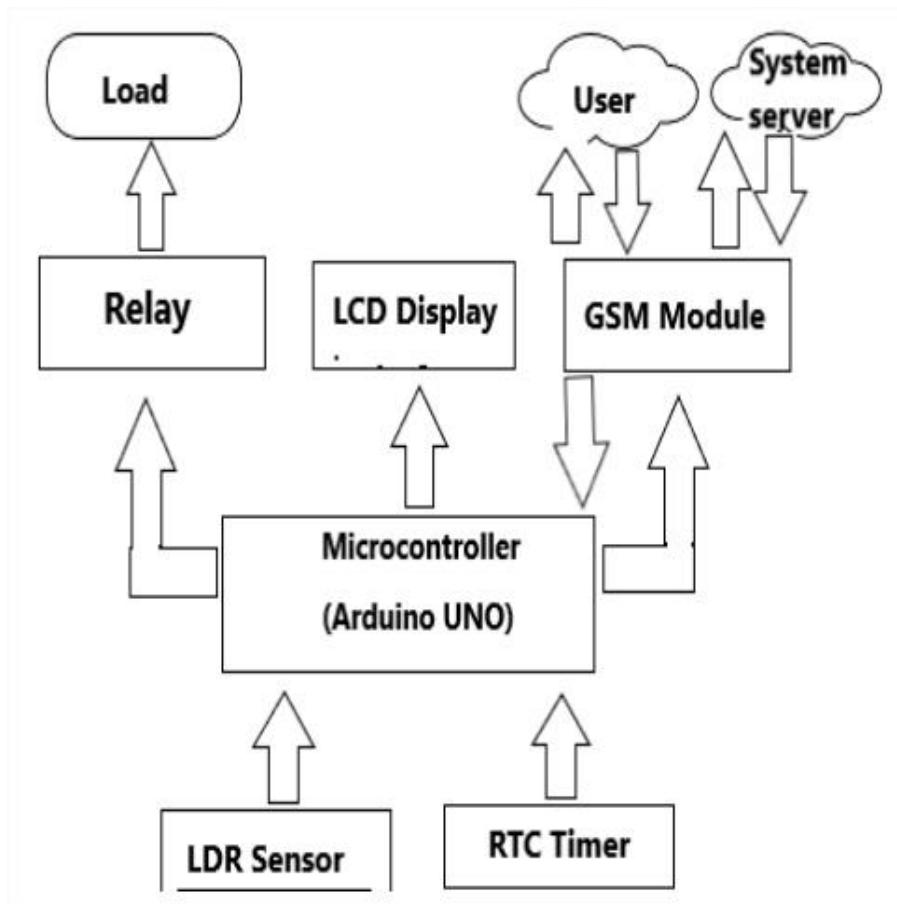 Load
User
System
server
Relay
LCD Display
GSM Module
Microcontroller
(Arduino UNO)
LDR Sensor
RTC Timer